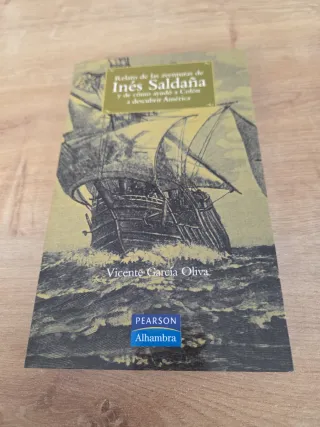 Relato de las aventuras de
Inés Saldaña
y de cómo ayudó a Colón
a descubrir América
Vicente García Oliva
PEARSON
Alhambra